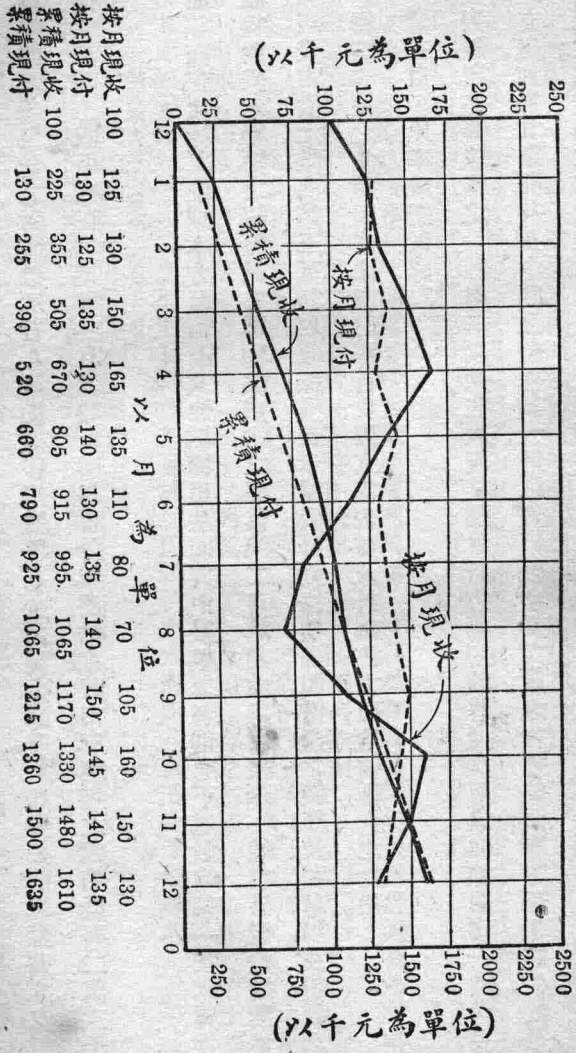 (以千元為單位)
0 25 50 75 100 125 150 175 200 225 250
12
1
2
3
4
5
6
7
8
9
10
11
12
0
累積現收
按月現付
累積現付
按月現收
以月為單位
250 500 750 1000 1250 1500 1750 2000 2250 2500
(以千元為單位)
按月現收 100 125 130 150 165 135 110 80 70 105 160 150 130
按月現付 130 125 135 130 140 130 135 140 150 145 140 135
累積現收 100 225 355 505 670 805 915 995. 1065 1170 1330 1480 1610
累積現付 130 255 390 520 660 790 925 1065 1215 1360 1500 1635